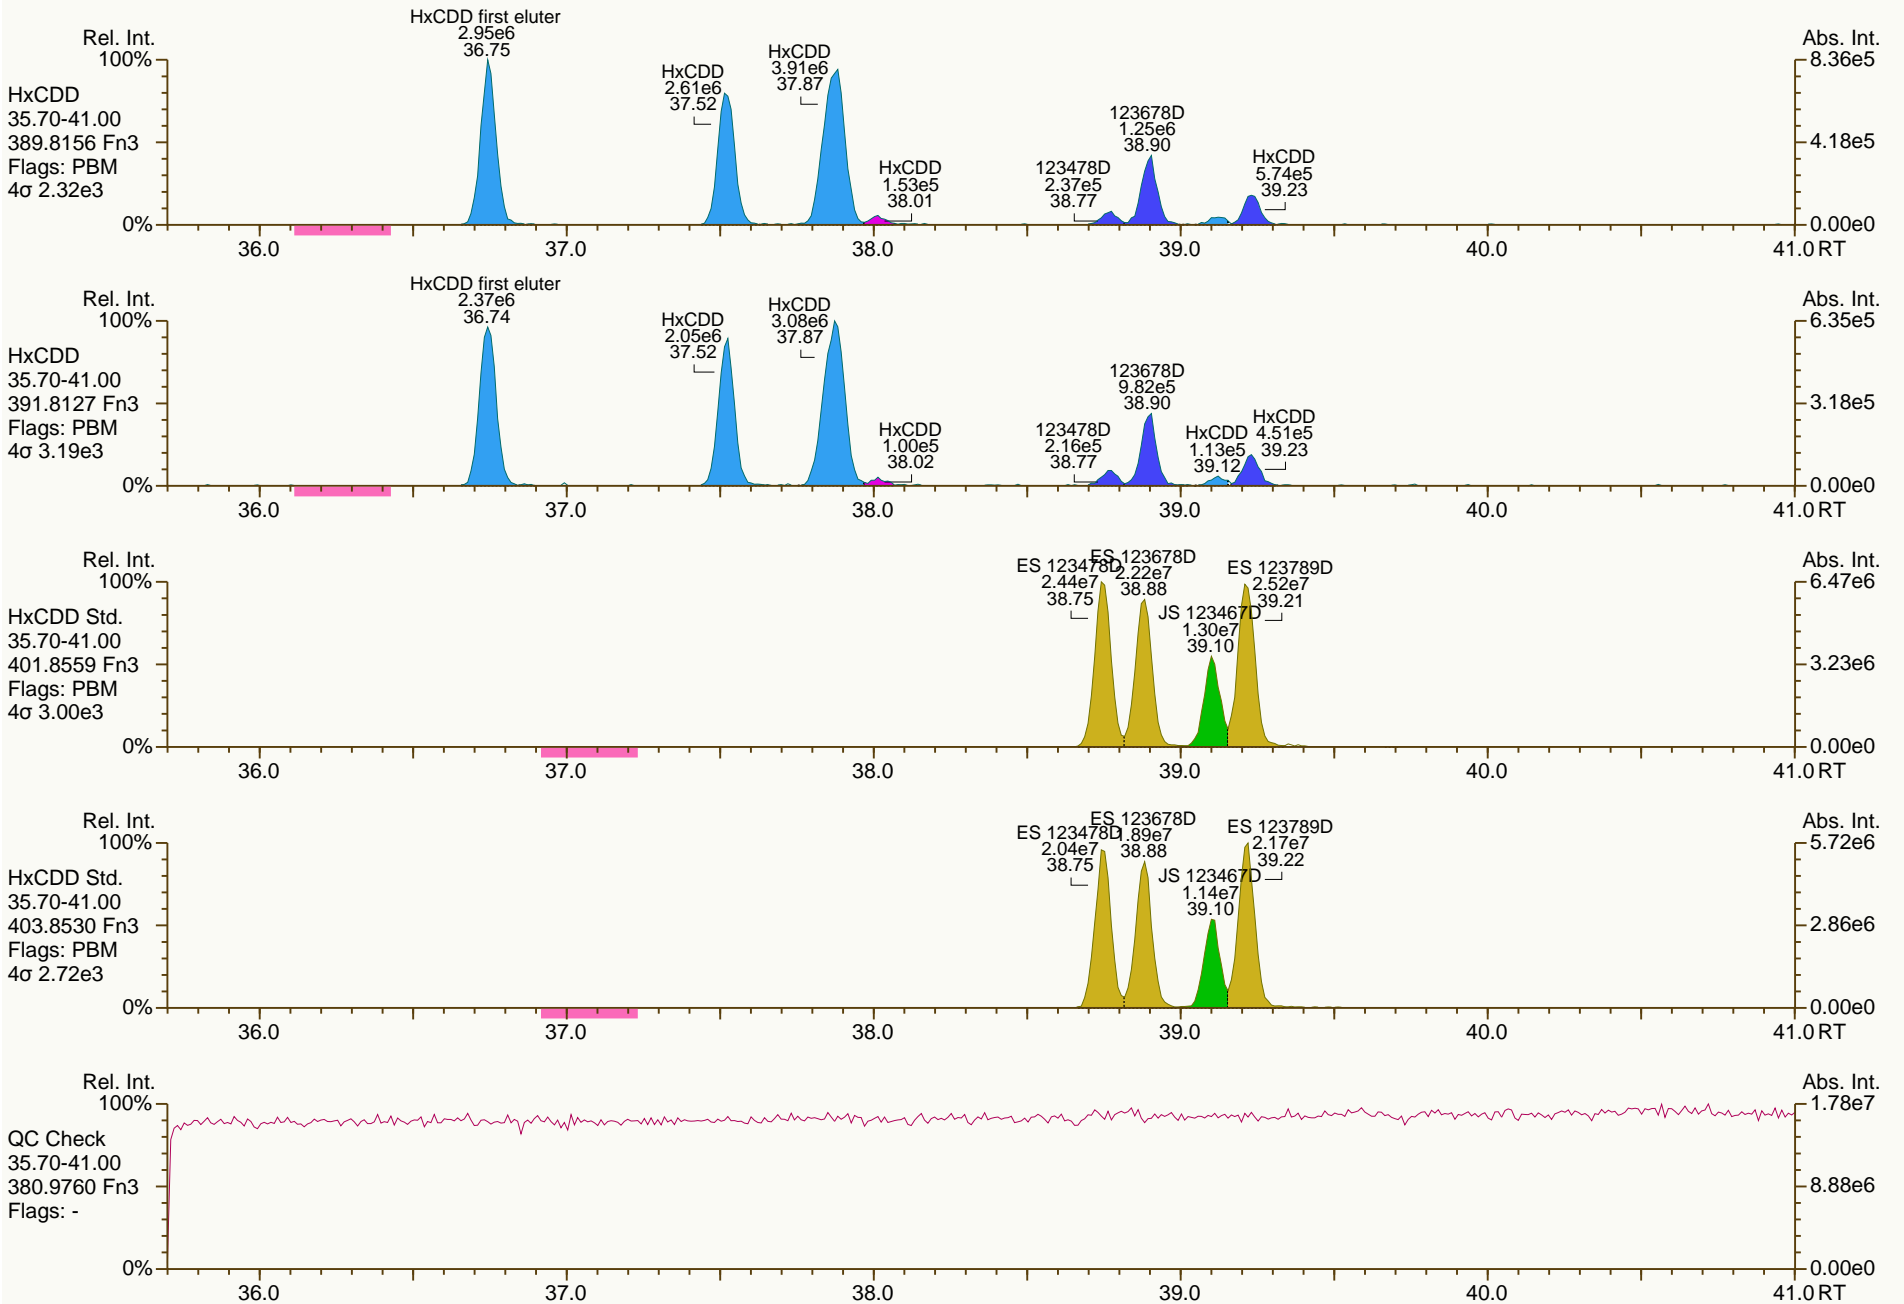 HxCDD first eluter
2.95e6
36.75
Rel. Int.
Abs. Int.
100%
8.36e5
HxCDD
2.61e6
37.52
HxCDD
3.91e6
37.87
HxCDD
35.70-41.00
389.8156 Fn3
Flags: PBM
4σ 2.32e3
123678D
1.25e6
38.90
4.18e5
HxCDD
1.53e5
38.01
123478D
2.37e5
38.77
HxCDD
5.74e5
39.23
0%
0.00e0
36.0 37.0 38.0 39.0 40.0 41.0 RT
HxCDD first eluter
2.37e6
36.74
Rel. Int.
Abs. Int.
100%
6.35e5
HxCDD
2.05e6
37.52
HxCDD
3.08e6
37.87
HxCDD
35.70-41.00
391.8127 Fn3
Flags: PBM
4σ 3.19e3
123678D
9.82e5
38.90
3.18e5
HxCDD
1.00e5
38.02
123478D
2.16e5
38.77
HxCDD
1.13e5
39.12
HxCDD
4.51e5
39.23
0%
0.00e0
36.0 37.0 38.0 39.0 40.0 41.0 RT
Rel. Int.
Abs. Int.
100%
6.47e6
ES 123478D
2.44e7
38.75
ES 123678D
2.22e7
38.88
ES 123789D
2.52e7
39.21
JS 123467D
1.30e7
39.10
HxCDD Std.
35.70-41.00
401.8559 Fn3
Flags: PBM
4σ 3.00e3
3.23e6
0%
0.00e0
36.0 37.0 38.0 39.0 40.0 41.0 RT
Rel. Int.
Abs. Int.
100%
5.72e6
ES 123478D
2.04e7
38.75
ES 123678D
1.89e7
38.88
ES 123789D
2.17e7
39.22
JS 123467D
1.14e7
39.10
HxCDD Std.
35.70-41.00
403.8530 Fn3
Flags: PBM
4σ 2.72e3
2.86e6
0%
0.00e0
36.0 37.0 38.0 39.0 40.0 41.0 RT
Rel. Int.
Abs. Int.
100%
1.78e7
QC Check
35.70-41.00
380.9760 Fn3
Flags: -
8.88e6
0%
0.00e0
36.0 37.0 38.0 39.0 40.0 41.0 RT